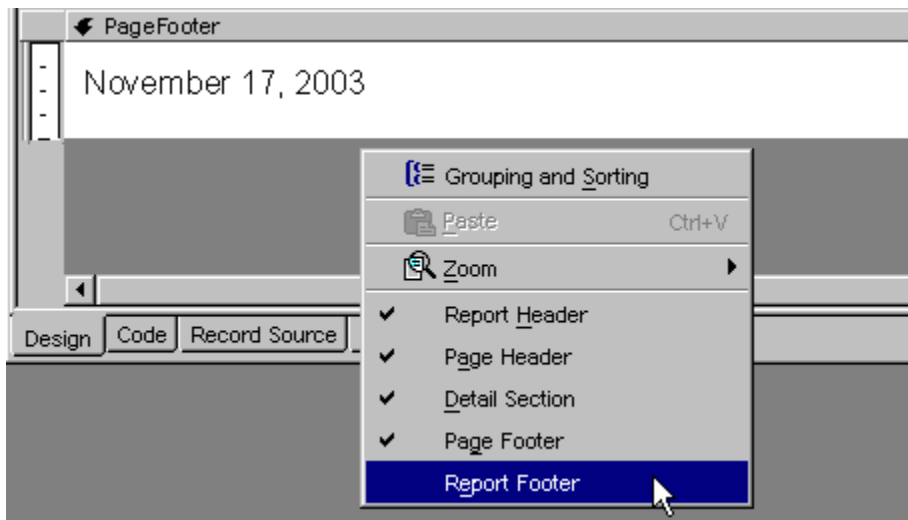 PageFooter
November 17, 2003
Grouping and Sorting
Paste Ctrl+V
Zoom
Report Header
Design Code Record Source
Page Header
Detail Section
Page Footer
Report Footer